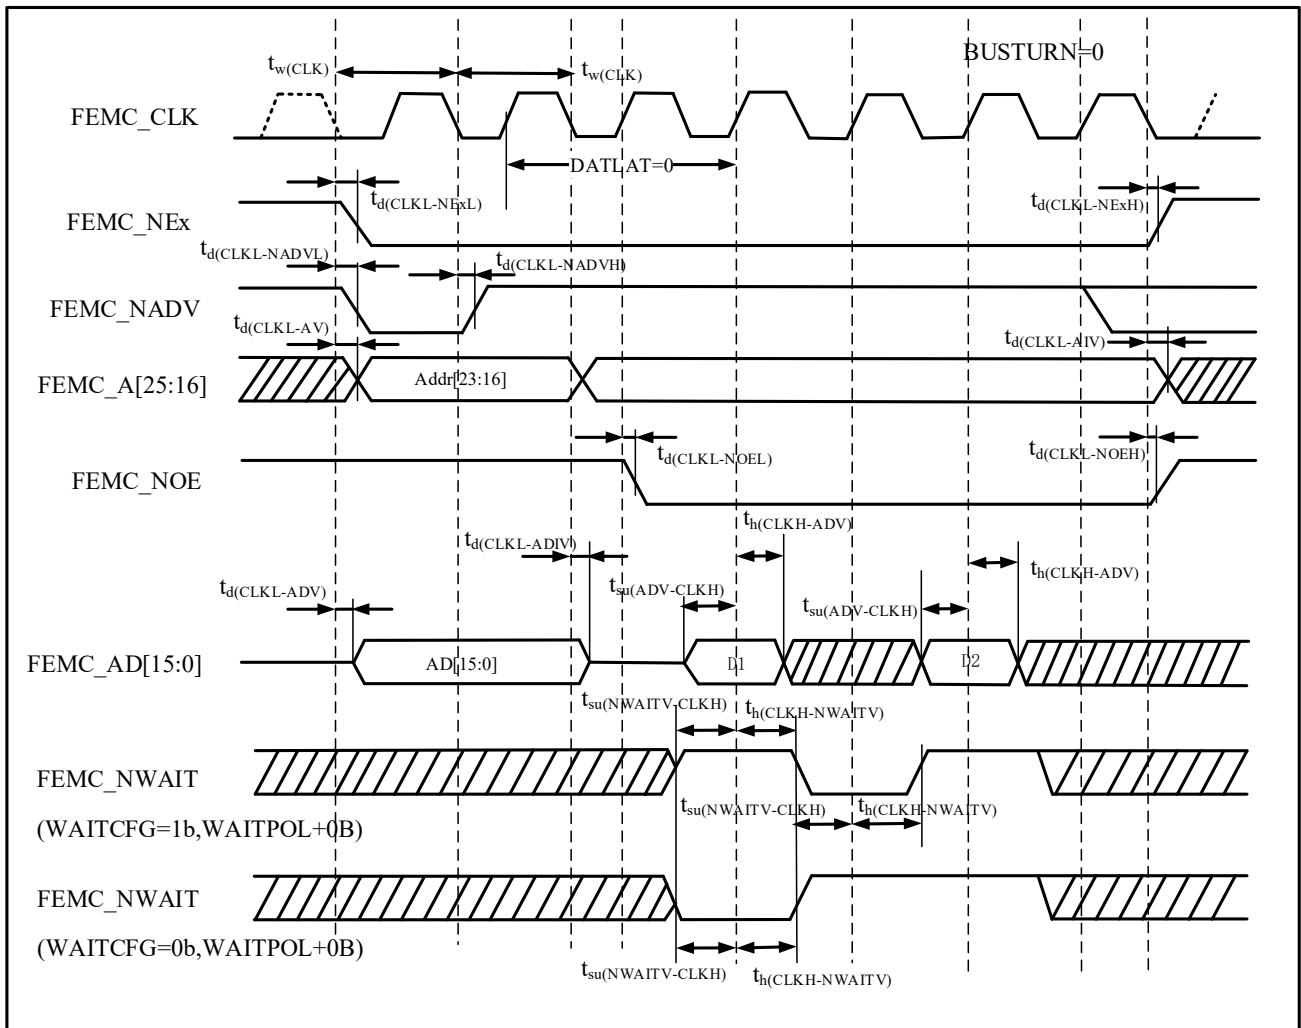 BUSTURN=0
tw(CLK) tw(CLK)
FEMC_CLK
DATLAT=0
td(CLKL-NExL) td(CLKL-NExH)
FEMC_NEx
td(CLKL-NADVL) td(CLKL-NADVH)
FEMC_NADV
td(CLKL-AV) td(CLKL-AIV)
FEMC_A[25:16] Addr[23:16]
td(CLKL-NOEL) td(CLKL-NOEH)
FEMC_NOE
th(CLKH-ADV)
td(CLKL-ADIV)
td(CLKL-ADV) tsu(ADV-CLKH) tsu(ADV-CLKH) th(CLKH-ADV)
FEMC_AD[15:0] AD[15:0] D1 D2
tsu(NWAITV-CLKH) th(CLKH-NWAITV)
FEMC_NWAIT
tsu(NWAITV-CLKH) th(CLKH-NWAITV)
(WAITCFG=1b,WAITPOL+0B)
FEMC_NWAIT
(WAITCFG=0b,WAITPOL+0B)
tsu(NWAITV-CLKH) th(CLKH-NWAITV)